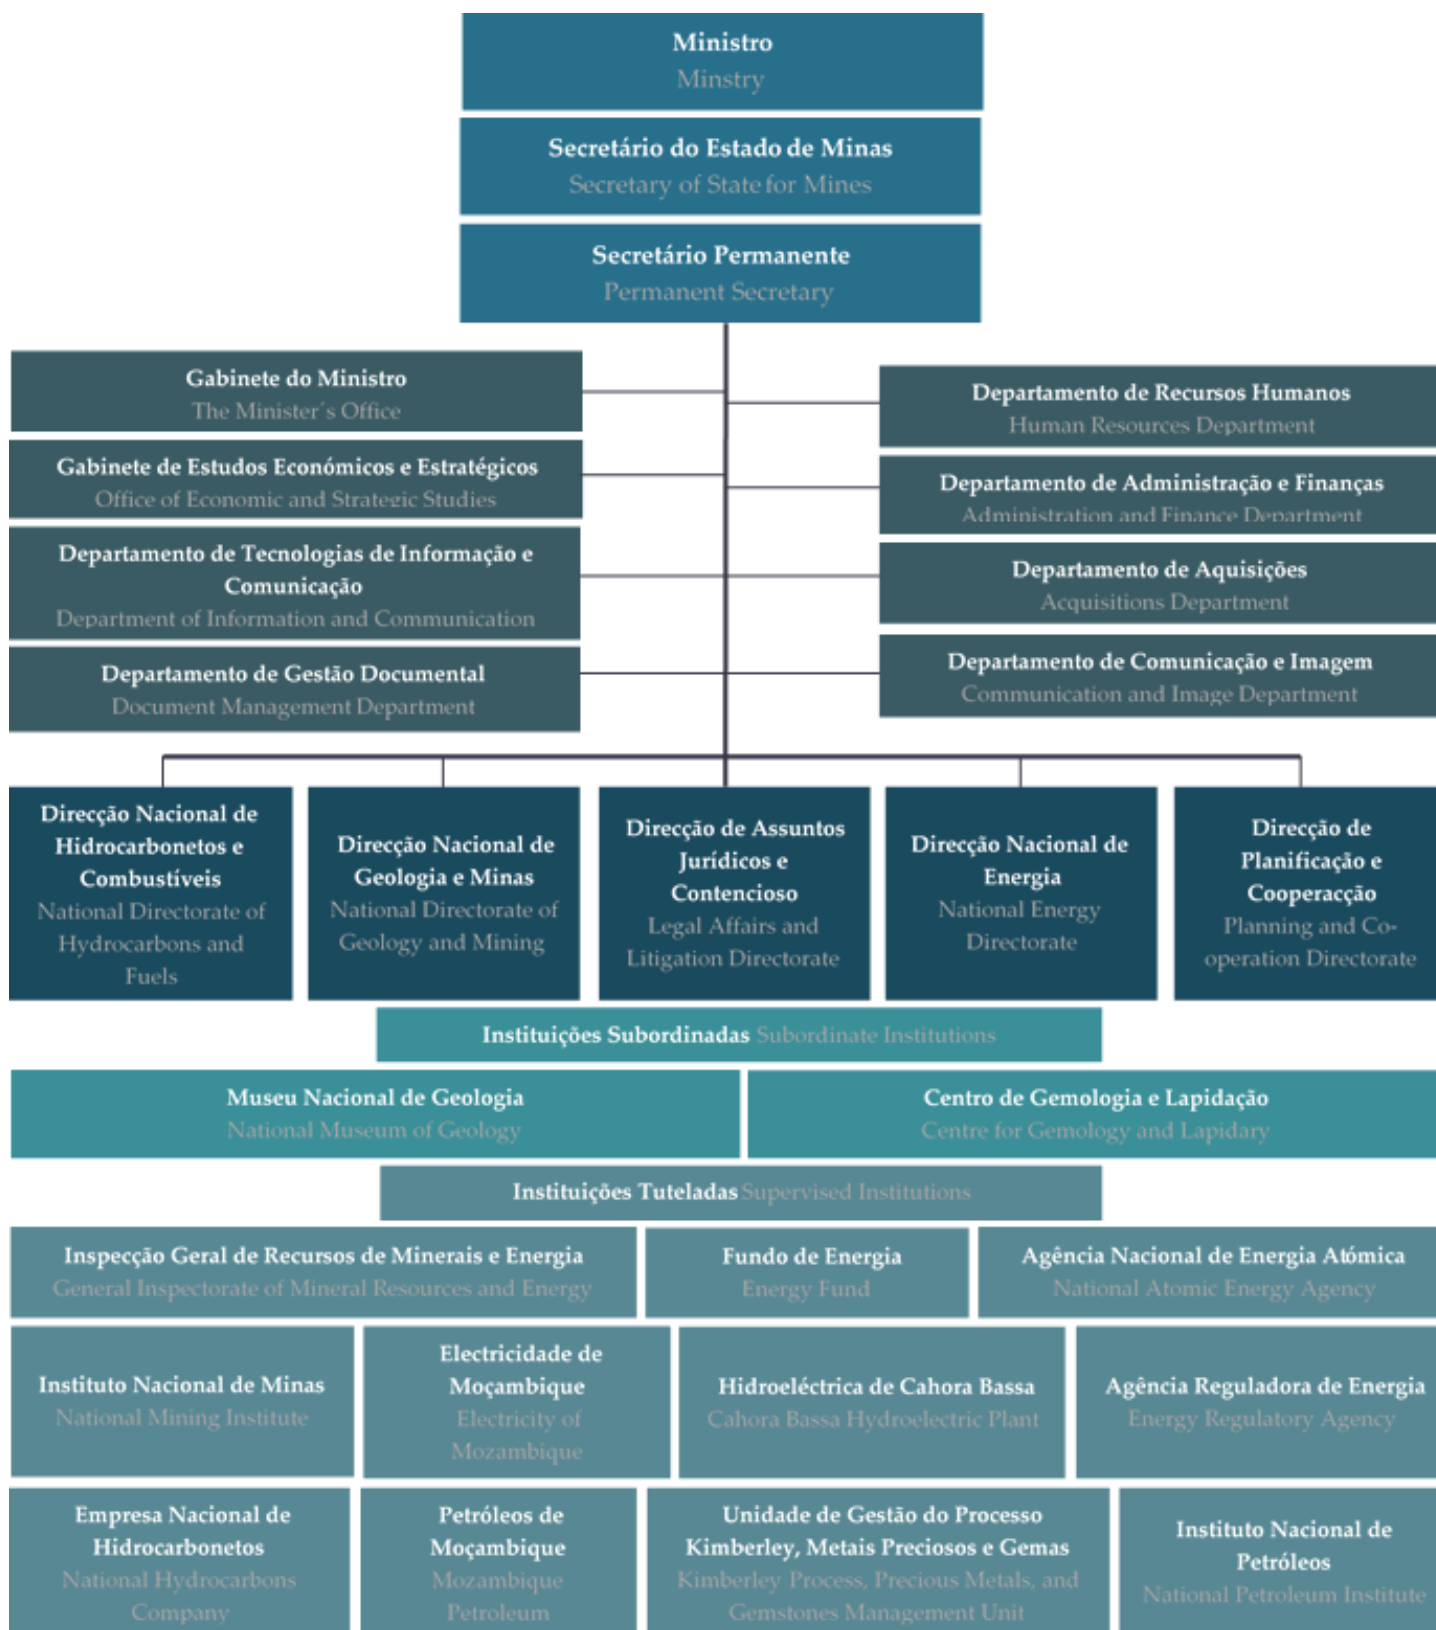 Ministro
Minstry
Secretário do Estado de Minas
Secretary of State for Mines
Secretário Permanente
Permanent Secretary
Gabinete do Ministro
The Minister´s Office
Gabinete de Estudos Económicos e Estratégicos
Office of Economic and Strategic Studies
Departamento de Tecnologias de Informação e
Comunicação
Department of Information and Communication
Departamento de Gestão Documental
Document Management Department
Departamento de Recursos Humanos
Human Resources Department
Departamento de Administração e Finanças
Administration and Finance Department
Departamento de Aquisições
Acquisitions Department
Departamento de Comunicação e Imagem
Communication and Image Department
Direcção Nacional de
Hidrocarbonetos e
Combustíveis
National Directorate of
Hydrocarbons and
Fuels
Direcção Nacional de
Geologia e Minas
National Directorate of
Geology and Mining
Direcção de Assuntos
Jurídicos e
Contencioso
Legal Affairs and
Litigation Directorate
Direcção Nacional de
Energia
National Energy
Directorate
Direcção de
Planificação e
Cooperacção
Planning and Co-
operation Directorate
Instituições Subordinadas Subordinate Institutions
Museu Nacional de Geologia
National Museum of Geology
Centro de Gemologia e Lapidação
Centre for Gemology and Lapidary
Instituições Tuteladas Supervised Institutions
Inspecção Geral de Recursos de Minerais e Energia
General Inspectorate of Mineral Resources and Energy
Fundo de Energia
Energy Fund
Agência Nacional de Energia Atómica
National Atomic Energy Agency
Instituto Nacional de Minas
National Mining Institute
Electricidade de
Moçambique
Electricity of
Mozambique
Hidroeléctrica de Cahora Bassa
Cahora Bassa Hydroelectric Plant
Agência Reguladora de Energia
Energy Regulatory Agency
Empresa Nacional de
Hidrocarbonetos
National Hydrocarbons
Company
Petróleos de
Moçambique
Mozambique
Petroleum
Unidade de Gestão do Processo
Kimberley, Metais Preciosos e Gemas
Kimberley Process, Precious Metals, and
Gemstones Management Unit
Instituto Nacional de
Petróleos
National Petroleum Institute